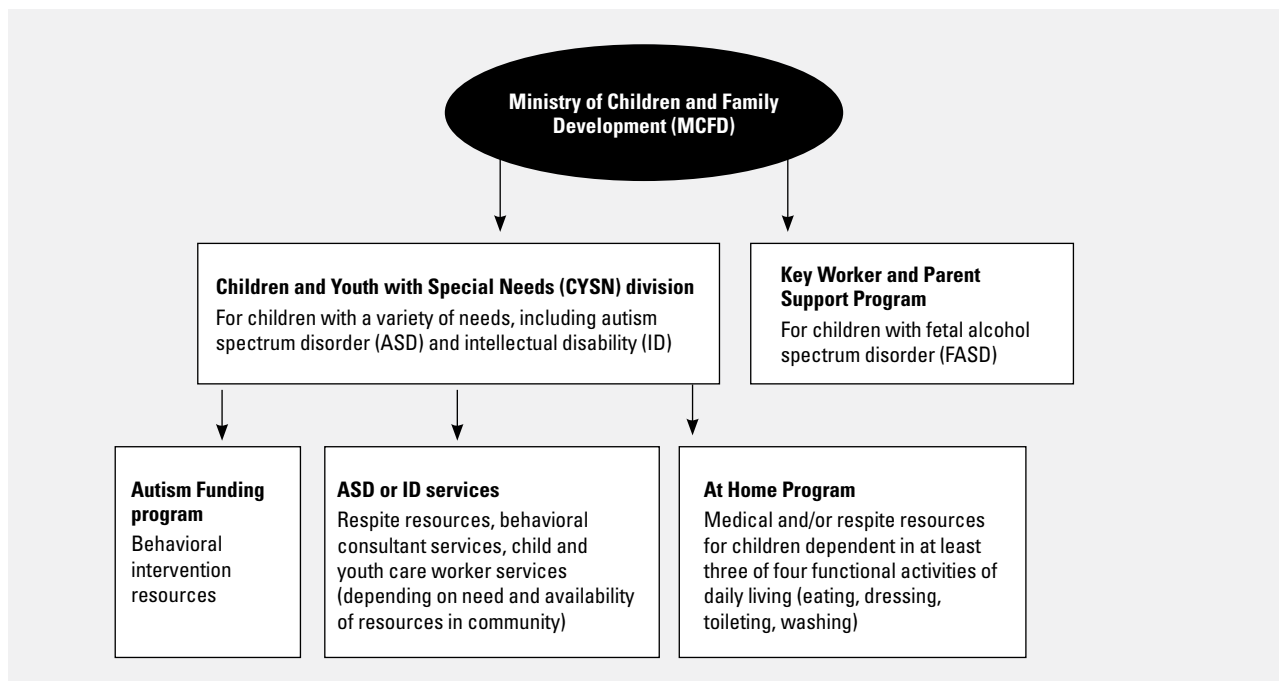 Ministry of Children and Family
Development (MCFD)
Children and Youth with Special Needs (CYSN) division
For children with a variety of needs, including autism
spectrum disorder (ASD) and intellectual disability (ID)
Key Worker and Parent
Support Program
For children with fetal alcohol
spectrum disorder (FASD)
Autism Funding
program
Behavioral
intervention
resources
ASD or ID services
Respite resources, behavioral
consultant services, child and
youth care worker services
(depending on need and availability
of resources in community)
At Home Program
Medical and/or respite resources
for children dependent in at least
three of four functional activities of
daily living (eating, dressing,
toileting, washing)